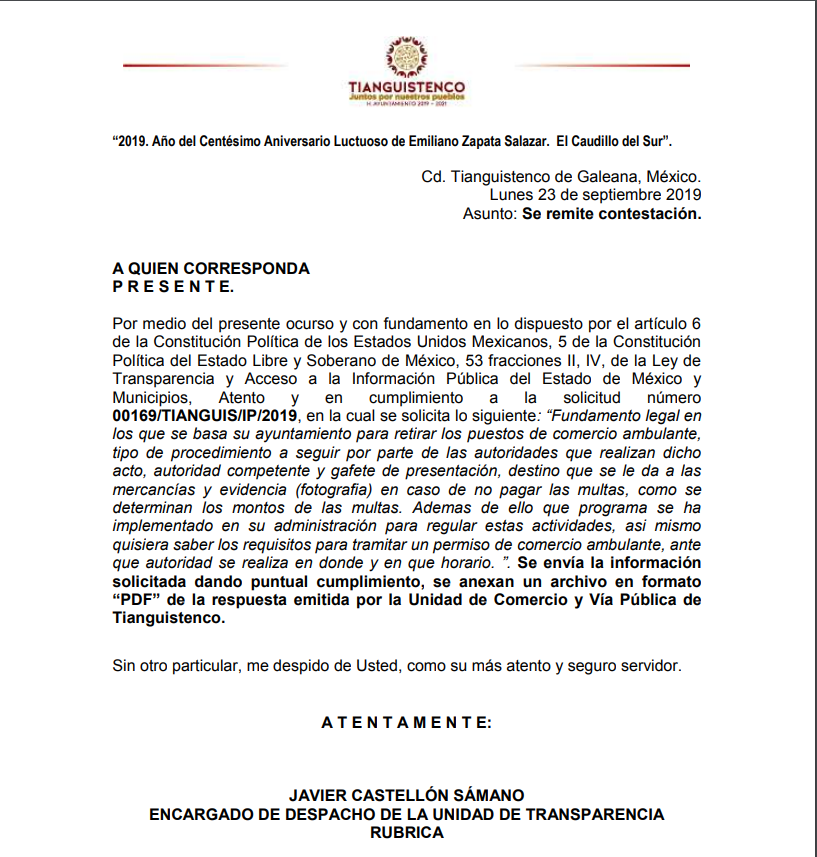 TIANGUISTENCO
Juntos por nuestros pueblos
H. AYUNTAMIENTO 2019 - 2021
“2019. Año del Centésimo Aniversario Luctuoso de Emiliano Zapata Salazar. El Caudillo del Sur”.
Cd. Tianguistenco de Galeana, México.
Lunes 23 de septiembre 2019
Asunto: Se remite contestación.
A QUIEN CORRESPONDA
P R E S E N T E.
Por medio del presente ocurso y con fundamento en lo dispuesto por el artículo 6
de la Constitución Política de los Estados Unidos Mexicanos, 5 de la Constitución
Política del Estado Libre y Soberano de México, 53 fracciones II, IV, de la Ley de
Transparencia y Acceso a la Información Pública del Estado de México y
Municipios, Atento y en cumplimiento a la solicitud número
00169/TIANGUIS/IP/2019, en la cual se solicita lo siguiente: “Fundamento legal en
los que se basa su ayuntamiento para retirar los puestos de comercio ambulante,
tipo de procedimiento a seguir por parte de las autoridades que realizan dicho
acto, autoridad competente y gafete de presentación, destino que se le da a las
mercancías y evidencia (fotografia) en caso de no pagar las multas, como se
determinan los montos de las multas. Ademas de ello que programa se ha
implementado en su administración para regular estas actividades, asi mismo
quisiera saber los requisitos para tramitar un permiso de comercio ambulante, ante
que autoridad se realiza en donde y en que horario. ”. Se envía la información
solicitada dando puntual cumplimiento, se anexan un archivo en formato
“PDF” de la respuesta emitida por la Unidad de Comercio y Vía Pública de
Tianguistenco.
Sin otro particular, me despido de Usted, como su más atento y seguro servidor.
A T E N T A M E N T E:
JAVIER CASTELLÓN SÁMANO
ENCARGADO DE DESPACHO DE LA UNIDAD DE TRANSPARENCIA
RUBRICA